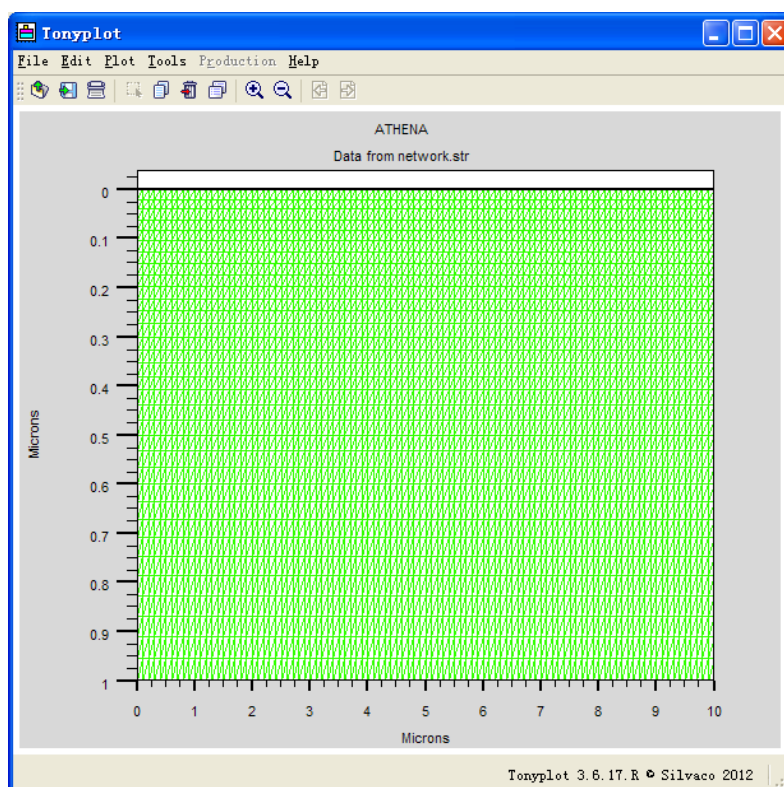 Tonyplot
File Edit Plot Tools Production Help
ATHENA
Data from network.str
0
0.1
0.2
0.3
0.4
0.5
0.6
0.7
0.8
0.9
1
Microns
0 1 2 3 4 5 6 7 8 9 10
Microns
Tonyplot 3.6.17.R © Silvaco 2012